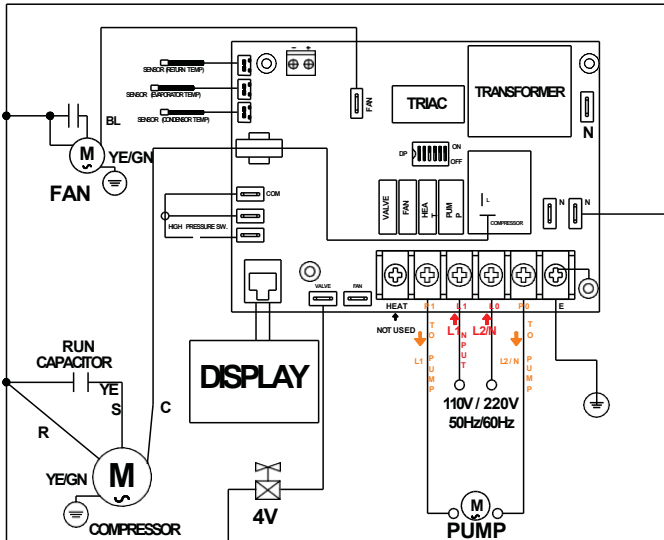 SENSOR (RETURN TEMP)
SENSOR (EVAPORATOR TEMP)
SENSOR (CONDENSOR TEMP)
- +
FAN
TRIAC
TRANSFORMER
N
BL
M
YE/GN
FAN
DP
ON
OFF
COM
HIGH PRESSURE SW.
VALVE
FAN
HEA
T
PUM
P
L
COMPRESSOR
N
N
VALVE
FAN
HEAT
P1
L1
L0
P0
E
NOT USED
L1
TO PUMP
L1
INPUT
L2/N
L2/N
TO PUMP
DISPLAY
110V / 220V
50Hz/60Hz
RUN
CAPACITOR
YE
S
C
R
YE/GN
M
COMPRESSOR
4V
M
PUMP